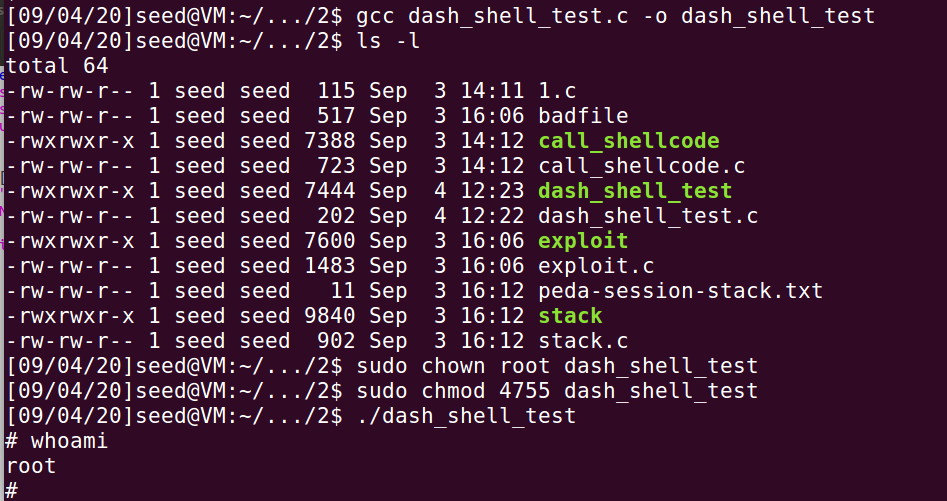 [09/04/20]seed@VM:~/.../2$ gcc dash_shell_test.c -o dash_shell_test
[09/04/20]seed@VM:~/.../2$ ls -l
total 64
-rw-rw-r-- 1 seed seed  115 Sep  3 14:11 1.c
-rw-rw-r-- 1 seed seed  517 Sep  3 16:06 badfile
-rwxrwxr-x 1 seed seed 7388 Sep  3 14:12 call_shellcode
-rw-rw-r-- 1 seed seed  723 Sep  3 14:12 call_shellcode.c
-rwxrwxr-x 1 seed seed 7444 Sep  4 12:23 dash_shell_test
-rw-rw-r-- 1 seed seed  202 Sep  4 12:22 dash_shell_test.c
-rwxrwxr-x 1 seed seed 7600 Sep  3 16:06 exploit
-rw-rw-r-- 1 seed seed 1483 Sep  3 16:06 exploit.c
-rw-rw-r-- 1 seed seed   11 Sep  3 16:12 peda-session-stack.txt
-rwxrwxr-x 1 seed seed 9840 Sep  3 16:12 stack
-rw-rw-r-- 1 seed seed  902 Sep  3 16:12 stack.c
[09/04/20]seed@VM:~/.../2$ sudo chown root dash_shell_test
[09/04/20]seed@VM:~/.../2$ sudo chmod 4755 dash_shell_test
[09/04/20]seed@VM:~/.../2$ ./dash_shell_test
# whoami
root
#